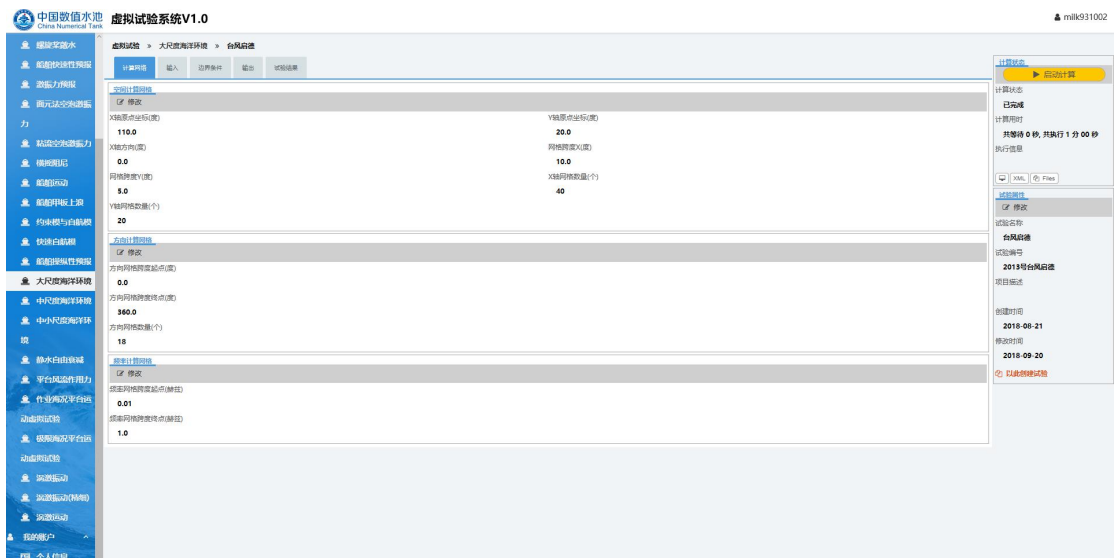 中国数值水池
China Numerical Tank
虚拟试验系统V1.0
milk931002
螺旋桨敞水
船舶快速性预报
激振力预报
面元法空泡激振
力
粘流空泡激振力
横摇阻尼
船舶运动
船舶甲板上浪
约束模与自航模
快速自航模
船舶操纵性预报
大尺度海洋环境
中尺度海洋环境
中小尺度海洋环
境
静水自由衰减
平台风流作用力
作业海况平台运
动虚拟试验
极限海况平台运
动虚拟试验
涡激振动
涡激振动(精细)
涡激运动
我的账户
个人信息
虚拟试验 » 大尺度海洋环境 » 台风启德
计算网格 输入 边界条件 输出 试验结果
空间计算网格
修改
X轴原点坐标(度) Y轴原点坐标(度)
110.0 20.0
X轴方向(度) 网格跨度X(度)
0.0 10.0
网格跨度Y(度) X轴网格数量(个)
5.0 40
Y轴网格数量(个)
20
方向计算网格
修改
方向网格跨度起点(度)
0.0
方向网格跨度终点(度)
360.0
方向网格数量(个)
18
频率计算网格
修改
频率网格跨度起点(赫兹)
0.01
频率网格跨度终点(赫兹)
1.0
计算状态
启动计算
计算状态
已完成
计算用时
共等待 0 秒, 共执行 1 分 00 秒
执行信息
XML Files
试验属性
修改
试验名称
台风启德
试验编号
2013号台风启德
项目描述
创建时间
2018-08-21
修改时间
2018-09-20
以此创建试验